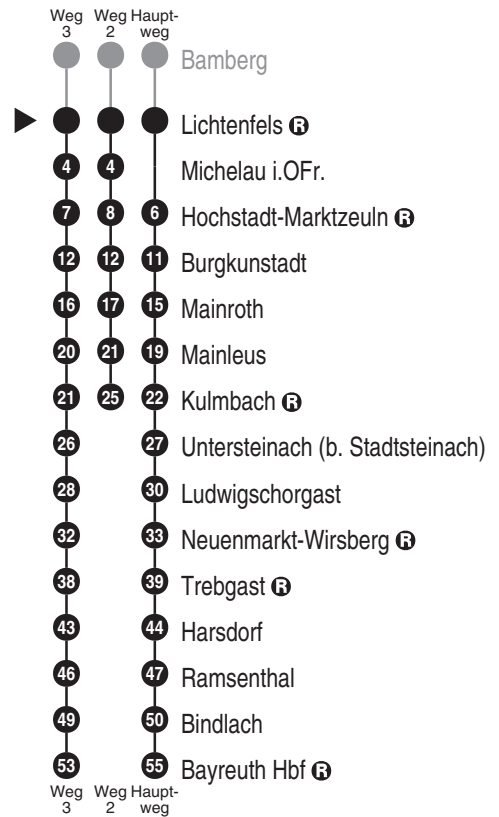 Weg 3 Weg 2 Haupt-weg
Bamberg
Lichtenfels R
4 4 Michelau i.OFr.
7 8 6 Hochstadt-Marktzeuln R
12 12 11 Burgkunstadt
16 17 15 Mainroth
20 21 19 Mainleus
21 25 22 Kulmbach R
26 27 Untersteinach (b. Stadtsteinach)
28 30 Ludwigschorgast
32 33 Neuenmarkt-Wirsberg R
38 39 Trebgast R
43 44 Harsdorf
46 47 Ramsenthal
49 50 Bindlach
53 55 Bayreuth Hbf R
Weg 3 Weg 2 Haupt-weg